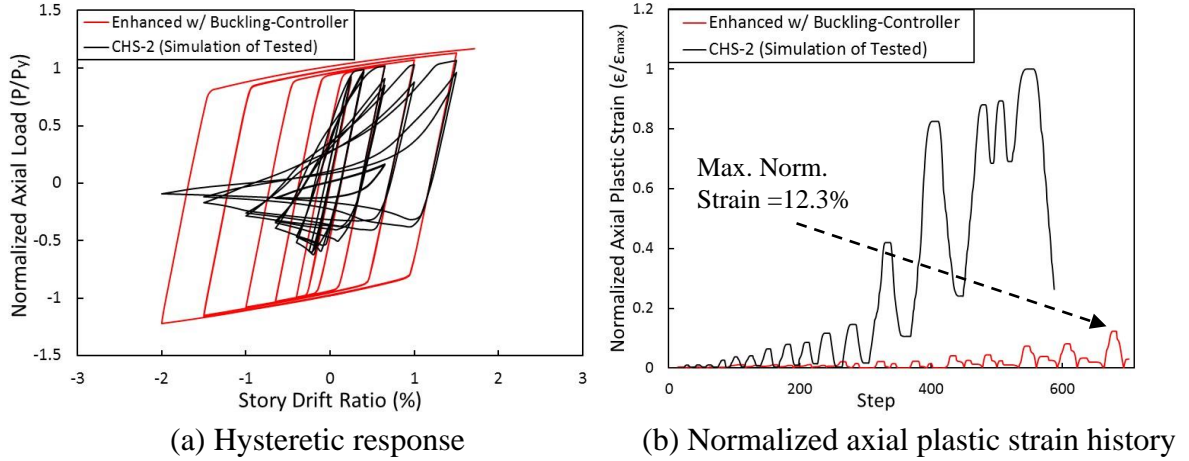 Enhanced w/ Buckling-Controller
CHS-2 (Simulation of Tested)
Normalized Axial Load (P/Py)
1.5
1
0.5
0
-0.5
-1
-1.5
-3 -2 -1 0 1 2 3
Story Drift Ratio (%)
(a) Hysteretic response
Enhanced w/ Buckling-Controller
CHS-2 (Simulation of Tested)
Normalized Axial Plastic Strain (ε/εmax)
1.2
1
0.8
0.6
0.4
0.2
0
Max. Norm.
Strain =12.3%
0 200 400 600
Step
(b) Normalized axial plastic strain history